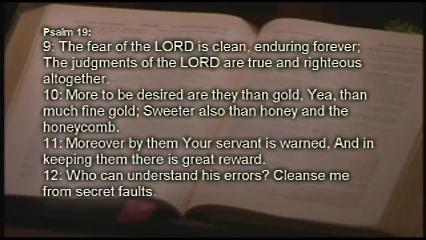 Psalm 19:
9: The fear of the LORD is clean, enduring forever;
The judgments of the LORD are true and righteous
altogether.
10: More to be desired are they than gold, Yea, than
much fine gold; Sweeter also than honey and the
honeycomb.
11: Moreover by them Your servant is warned, And in
keeping them there is great reward.
12: Who can understand his errors? Cleanse me
from secret faults.